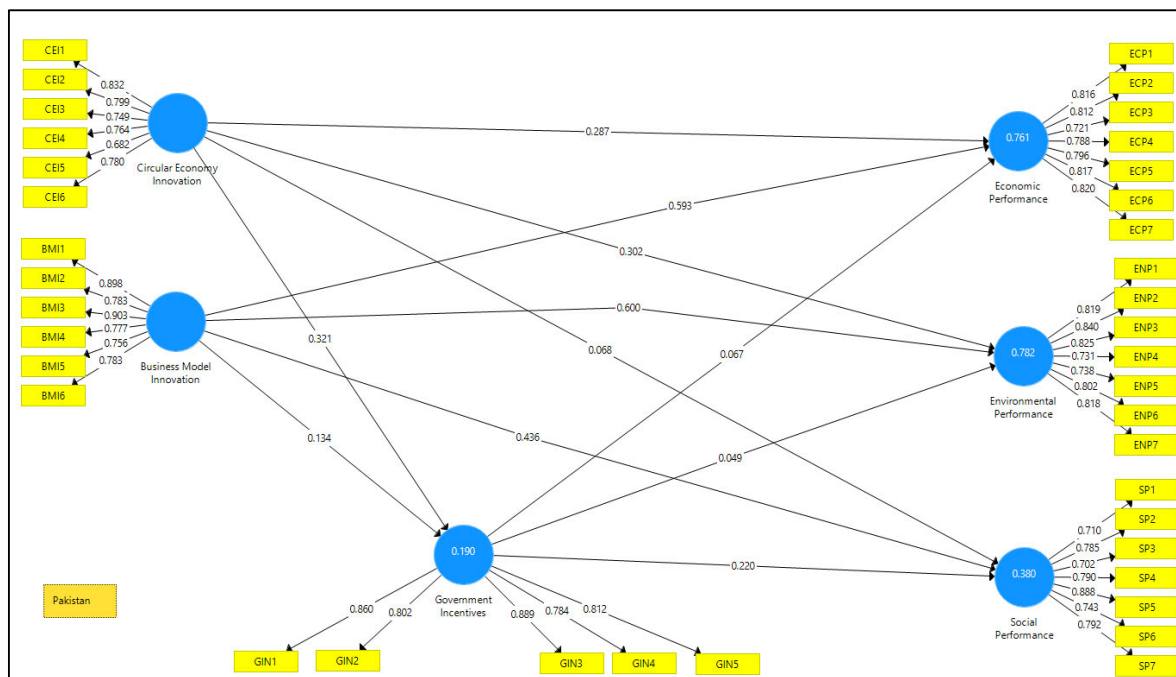 CEI1
CEI2
CEI3
CEI4
CEI5
CEI6
0.832
0.799
0.749
0.764
0.682
0.780
Circular Economy
Innovation
BMI1
BMI2
BMI3
BMI4
BMI5
BMI6
0.898
0.783
0.903
0.777
0.756
0.783
Business Model
Innovation
0.287
0.593
0.302
0.600
0.321
0.068
0.067
0.134
0.436
0.049
0.220
0.190
Government
Incentives
0.860
0.802
0.889
0.784
0.812
GIN1
GIN2
GIN3
GIN4
GIN5
Pakistan
0.761
Economic
Performance
0.816
0.812
0.721
0.788
0.796
0.817
0.820
ECP1
ECP2
ECP3
ECP4
ECP5
ECP6
ECP7
0.782
Environmental
Performance
0.819
0.840
0.825
0.731
0.738
0.802
0.818
ENP1
ENP2
ENP3
ENP4
ENP5
ENP6
ENP7
0.380
Social
Performance
0.710
0.785
0.702
0.790
0.888
0.743
0.792
SP1
SP2
SP3
SP4
SP5
SP6
SP7